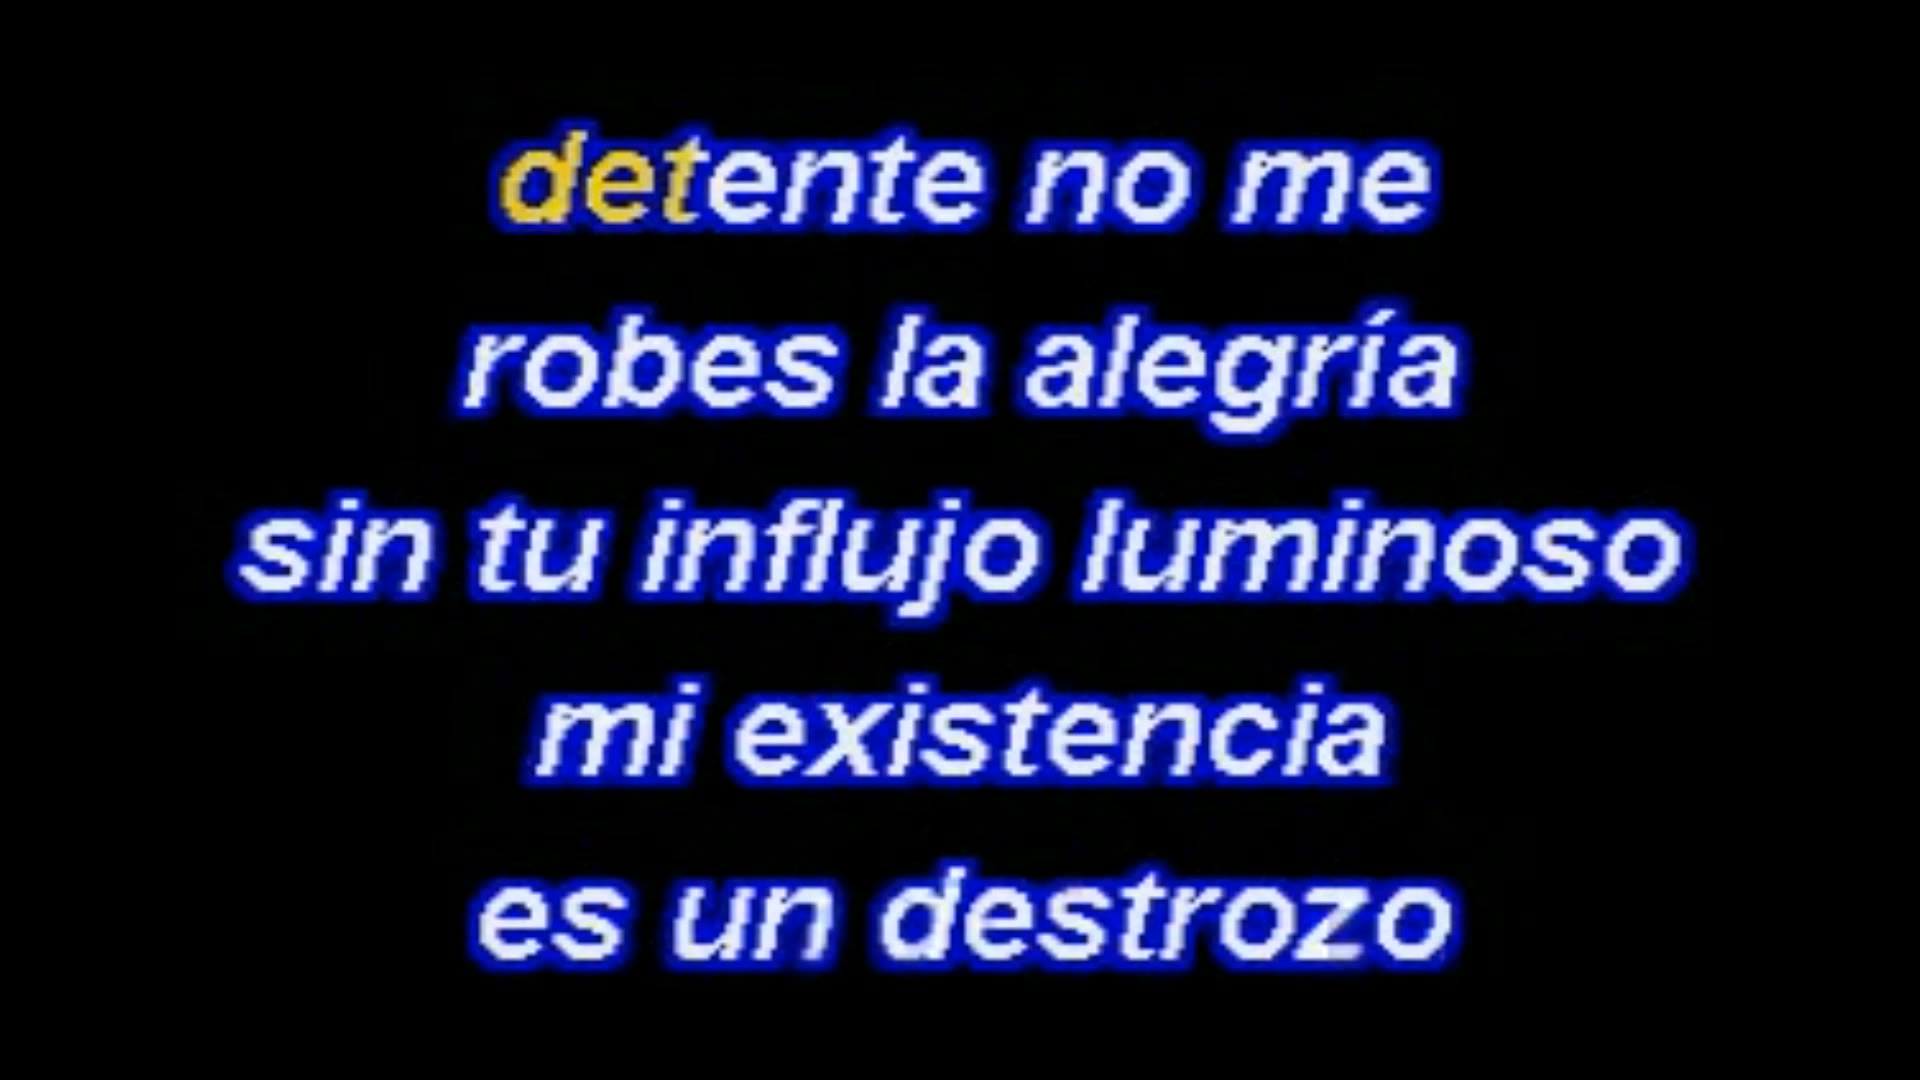 detente no me
robes la alegría
sin tu influjo luminoso
mi existencia
es un destrozo